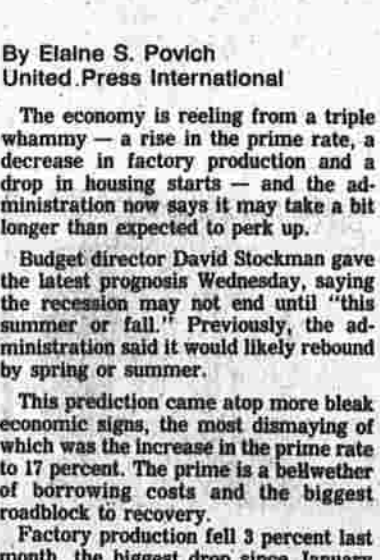 By Elaine S. Povich
United Press International
The economy is reeling from a triple
whammy — a rise in the prime rate, a
decrease in factory production and a
drop in housing starts — and the ad-
ministration now says it may take a bit
longer than expected to perk up.
Budget director David Stockman gave
the latest prognosis Wednesday, saying
the recession may not end until "this
summer or fall." Previously, the ad-
ministration said it would likely rebound
by spring or summer.
This prediction came atop more bleak
economic signs, the most dismaying of
which was the increase in the prime rate
to 17 percent. The prime is a bellwether
of borrowing costs and the biggest
roadblock to recovery.
Factory production fell 3 percent last
month, the biggest drop since January